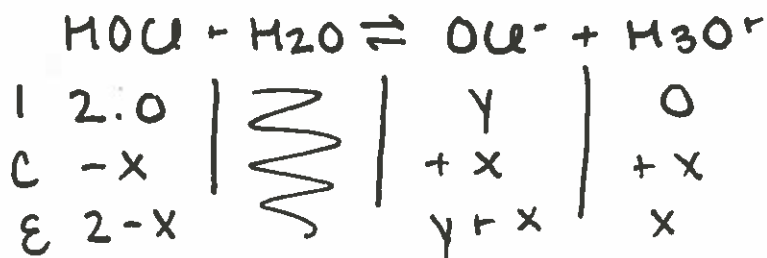 HOCl + H2O ⇌ OCl⁻ + H3O⁺
I 2.0 | | y | 0
C -x | | +x | +x
E 2-x y+x x